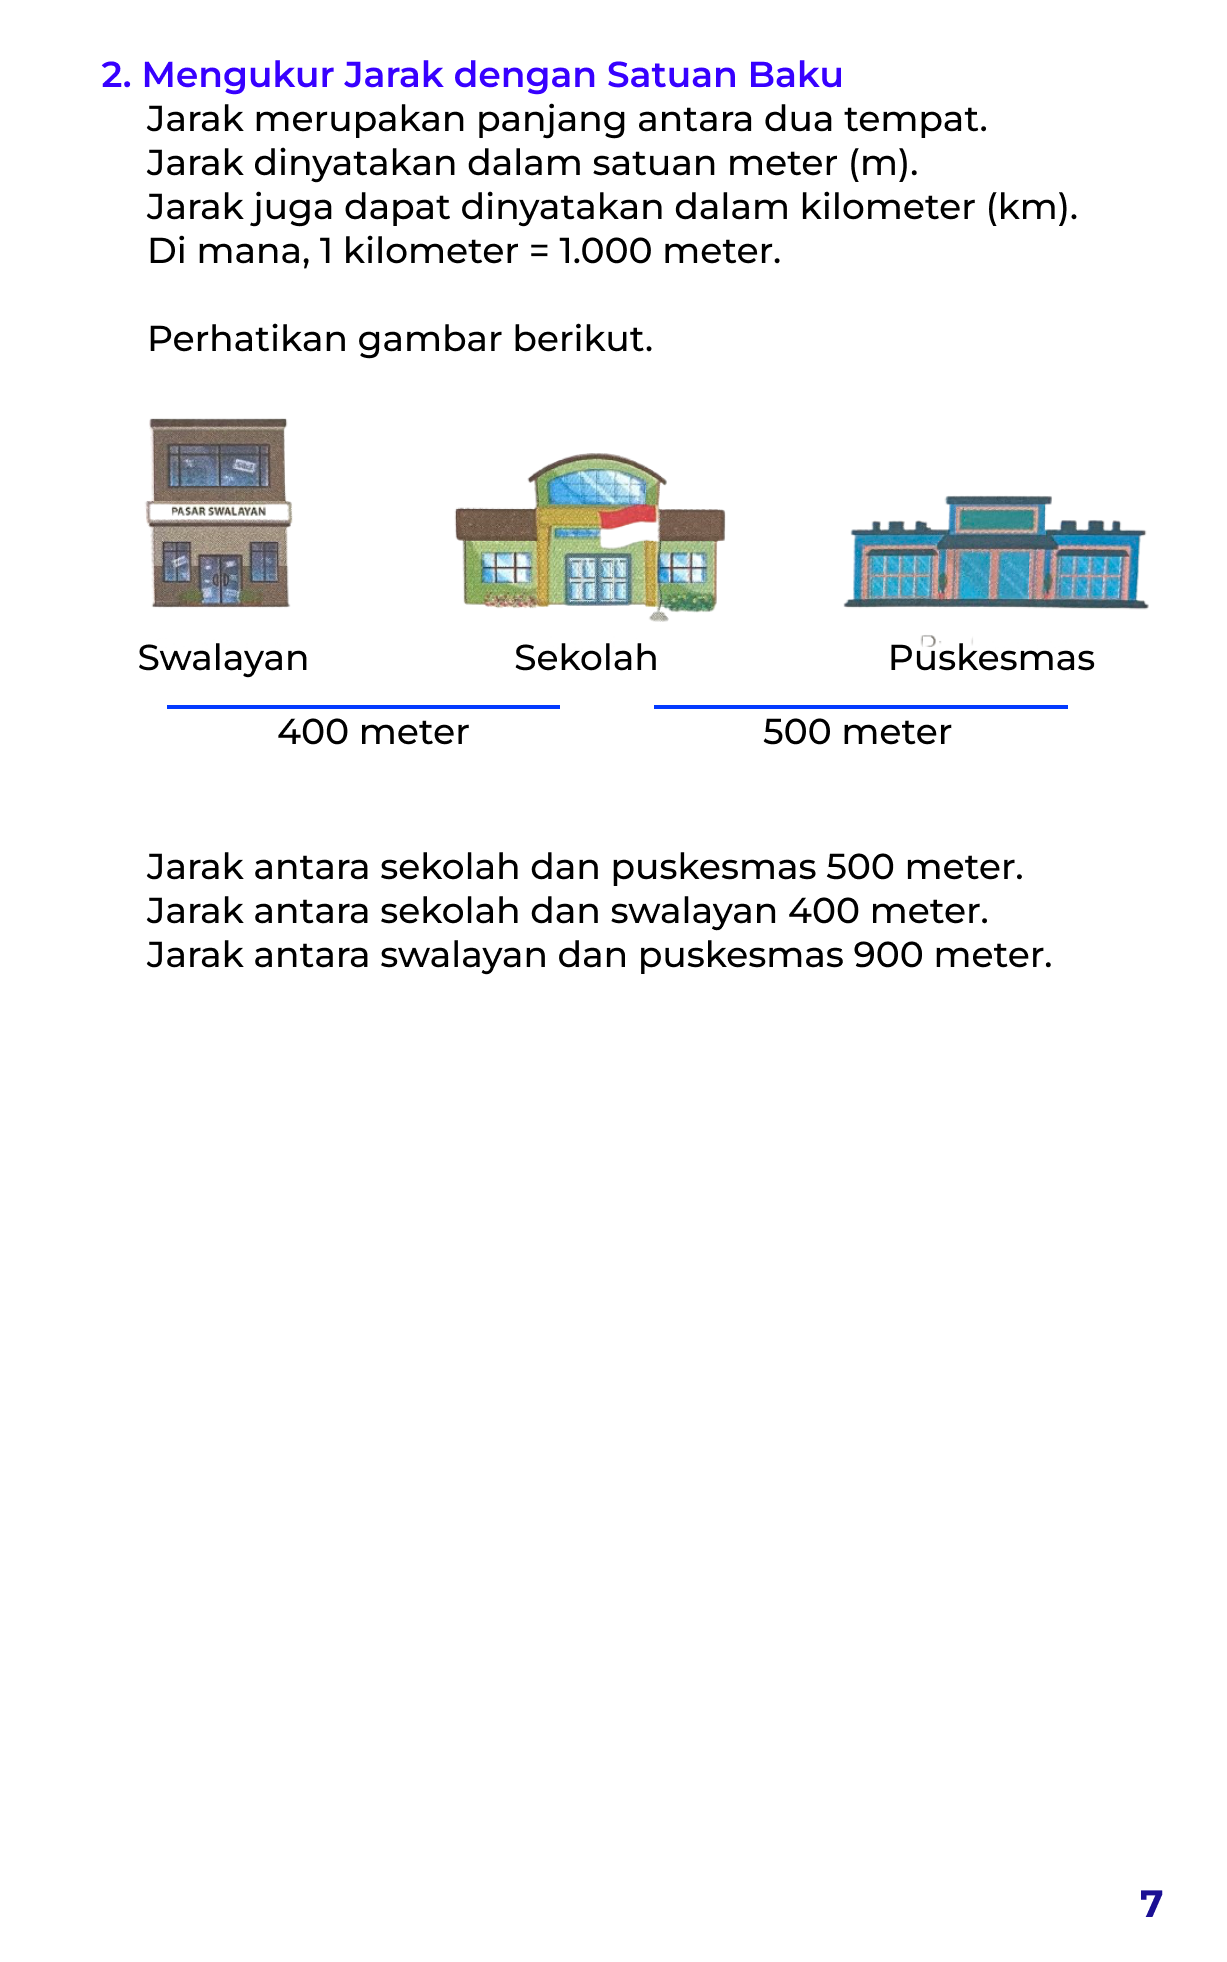 2. Mengukur Jarak dengan Satuan Baku
Jarak merupakan panjang antara dua tempat.
Jarak dinyatakan dalam satuan meter (m).
Jarak juga dapat dinyatakan dalam kilometer (km).
Di mana, 1 kilometer = 1.000 meter.
Perhatikan gambar berikut.
PASAR SWALAYAN
Swalayan Sekolah Puskesmas
400 meter 500 meter
Jarak antara sekolah dan puskesmas 500 meter.
Jarak antara sekolah dan swalayan 400 meter.
Jarak antara swalayan dan puskesmas 900 meter.
7